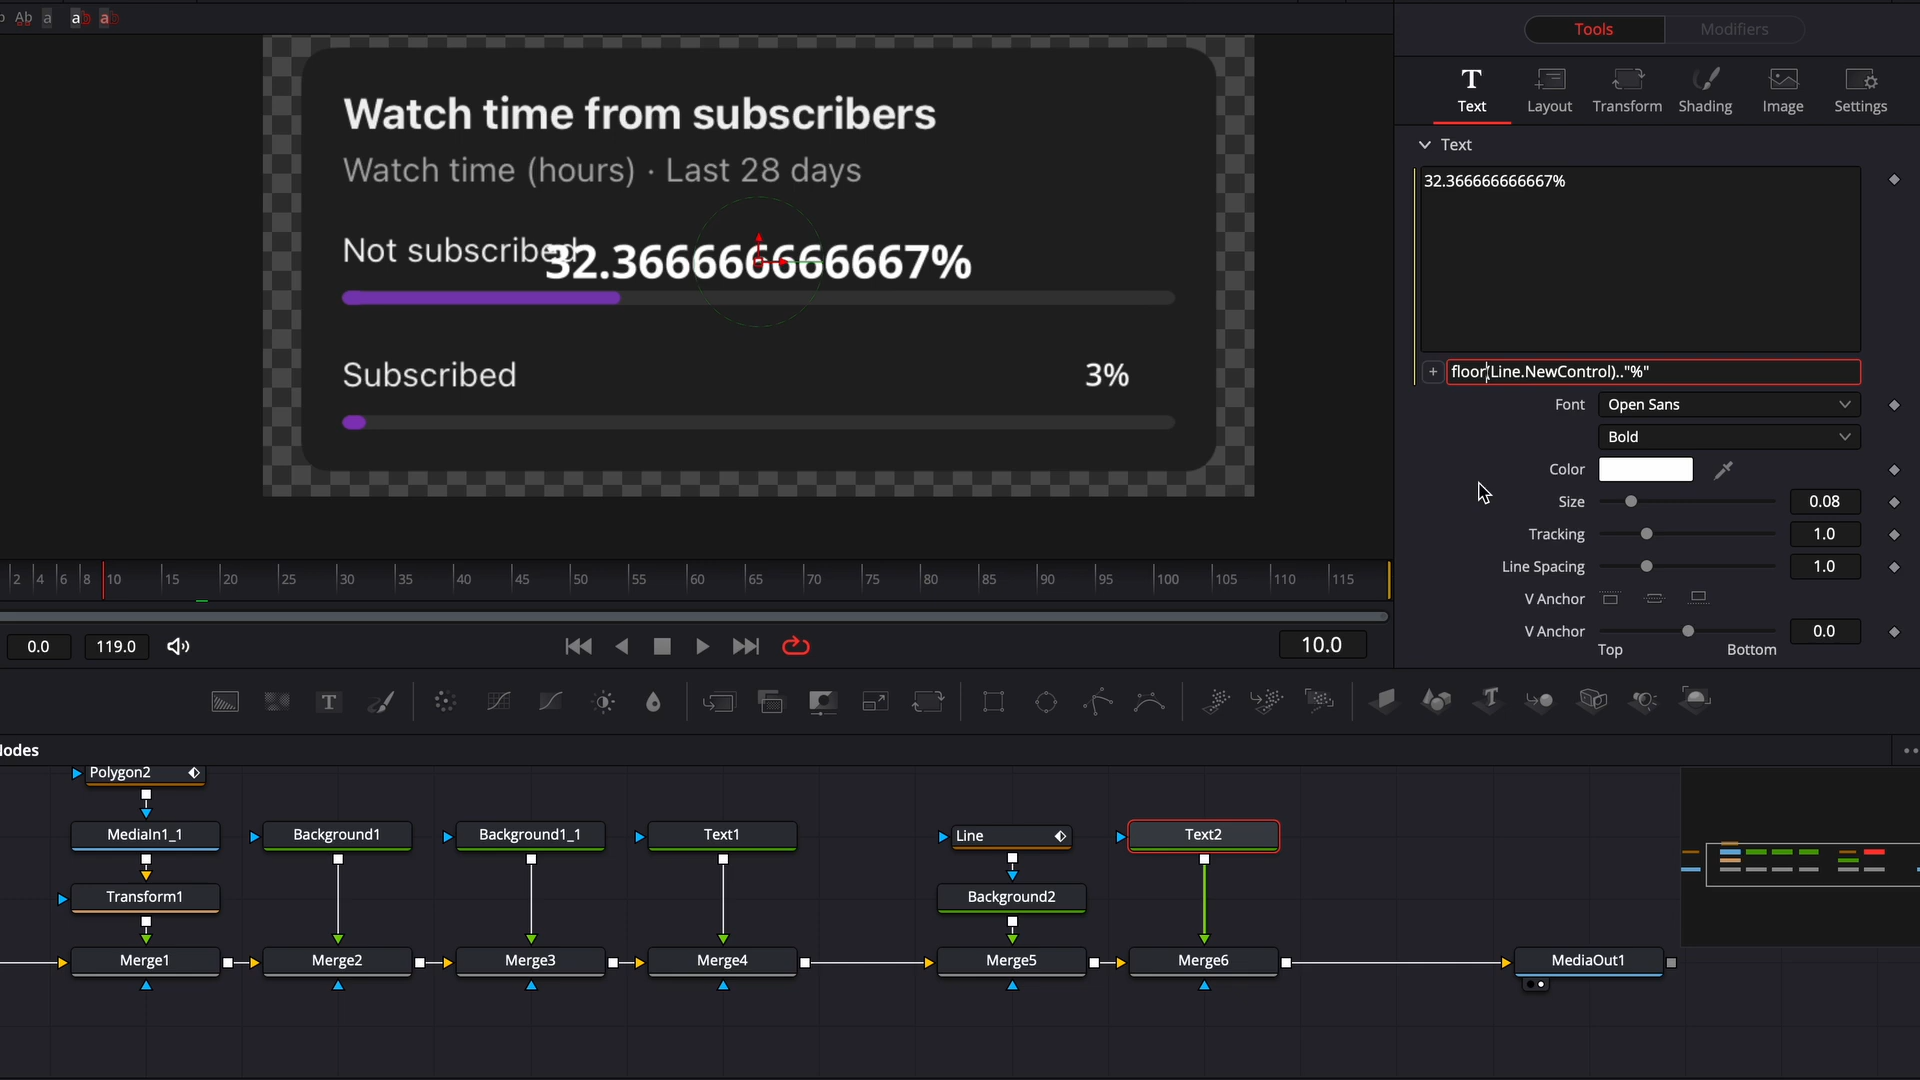 Ab a ab ab
Tools Modifiers
Text Layout Transform Shading Image Settings
Watch time from subscribers
Watch time (hours) · Last 28 days
Not subscribed
32.366666666667%
Subscribed 3%
Text
32.366666666667%
floor(Line.NewControl).."%"
Font Open Sans
Bold
Color
Size 0.08
Tracking 1.0
Line Spacing 1.0
V Anchor
V Anchor 0.0
Top Bottom
2 4 6 8 10 15 20 25 30 35 40 45 50 55 60 65 70 75 80 85 90 95 100 105 110 115
0.0 119.0 10.0
T
Nodes
Polygon2
MediaIn1_1 Background1 Background1_1 Text1 Line Text2
Transform1 Background2
Merge1 Merge2 Merge3 Merge4 Merge5 Merge6 MediaOut1